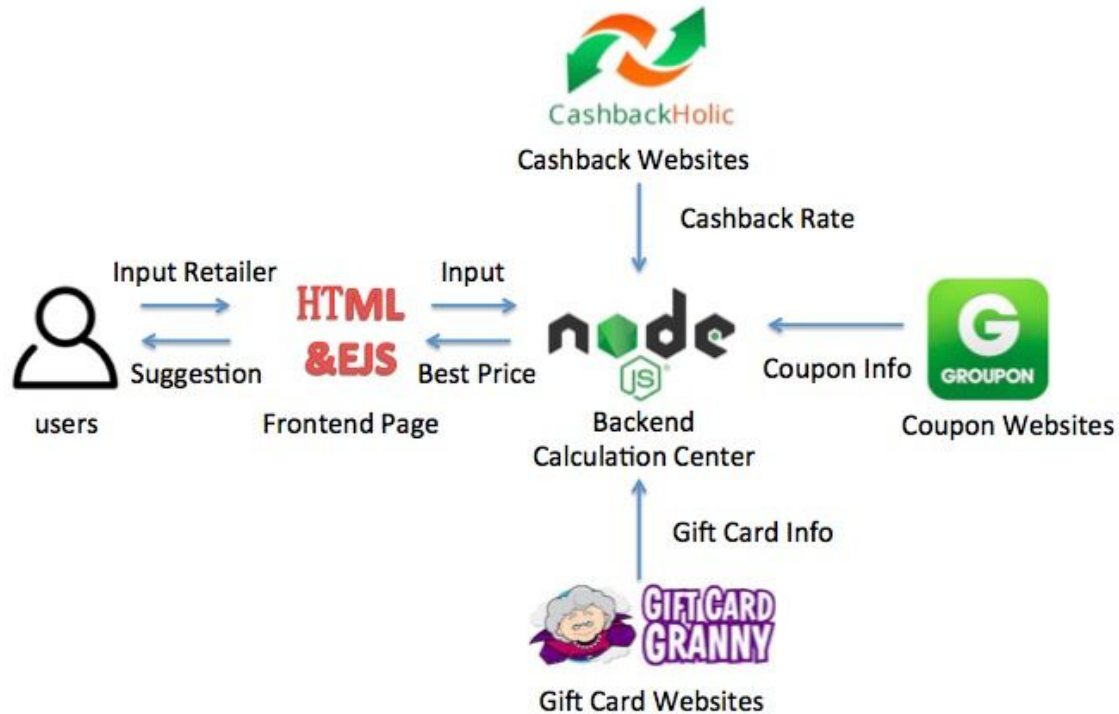 CashbackHolic
Cashback Websites
Cashback Rate
Input Retailer
Input
HTML
&EJS
node
JS
G
GROUPON
Suggestion
Best Price
Coupon Info
users
Frontend Page
Backend
Calculation Center
Coupon Websites
Gift Card Info
GIFT CARD
GRANNY
Gift Card Websites